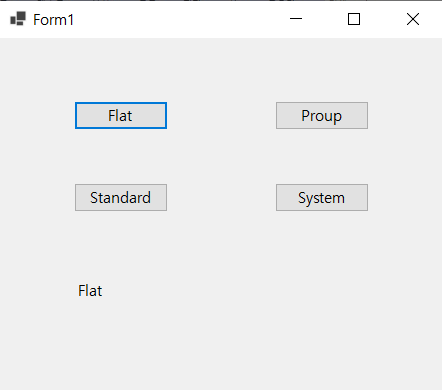 Form1
Flat
Proup
Standard
System
Flat